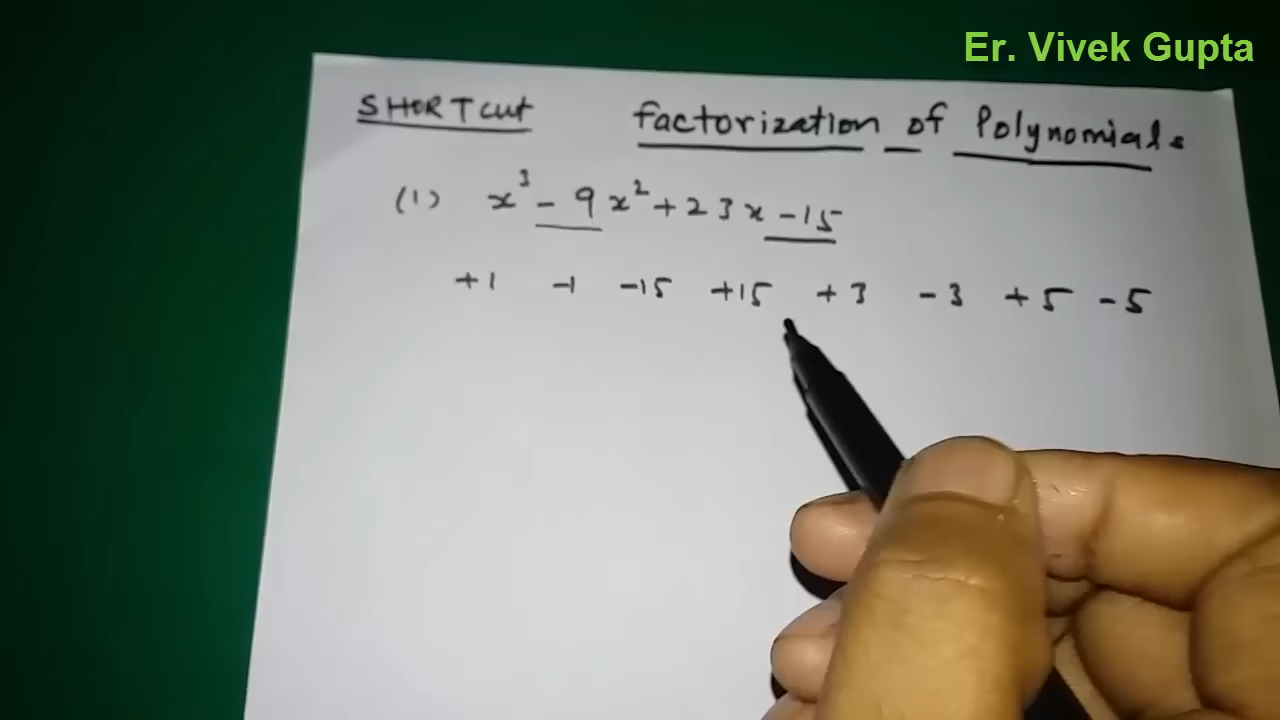 Er. Vivek Gupta
SHORTcut factorization of Polynomials
(1) x³ - 9x² + 23x - 15
+1 -1 -15 +15 +3 -3 +5 -5